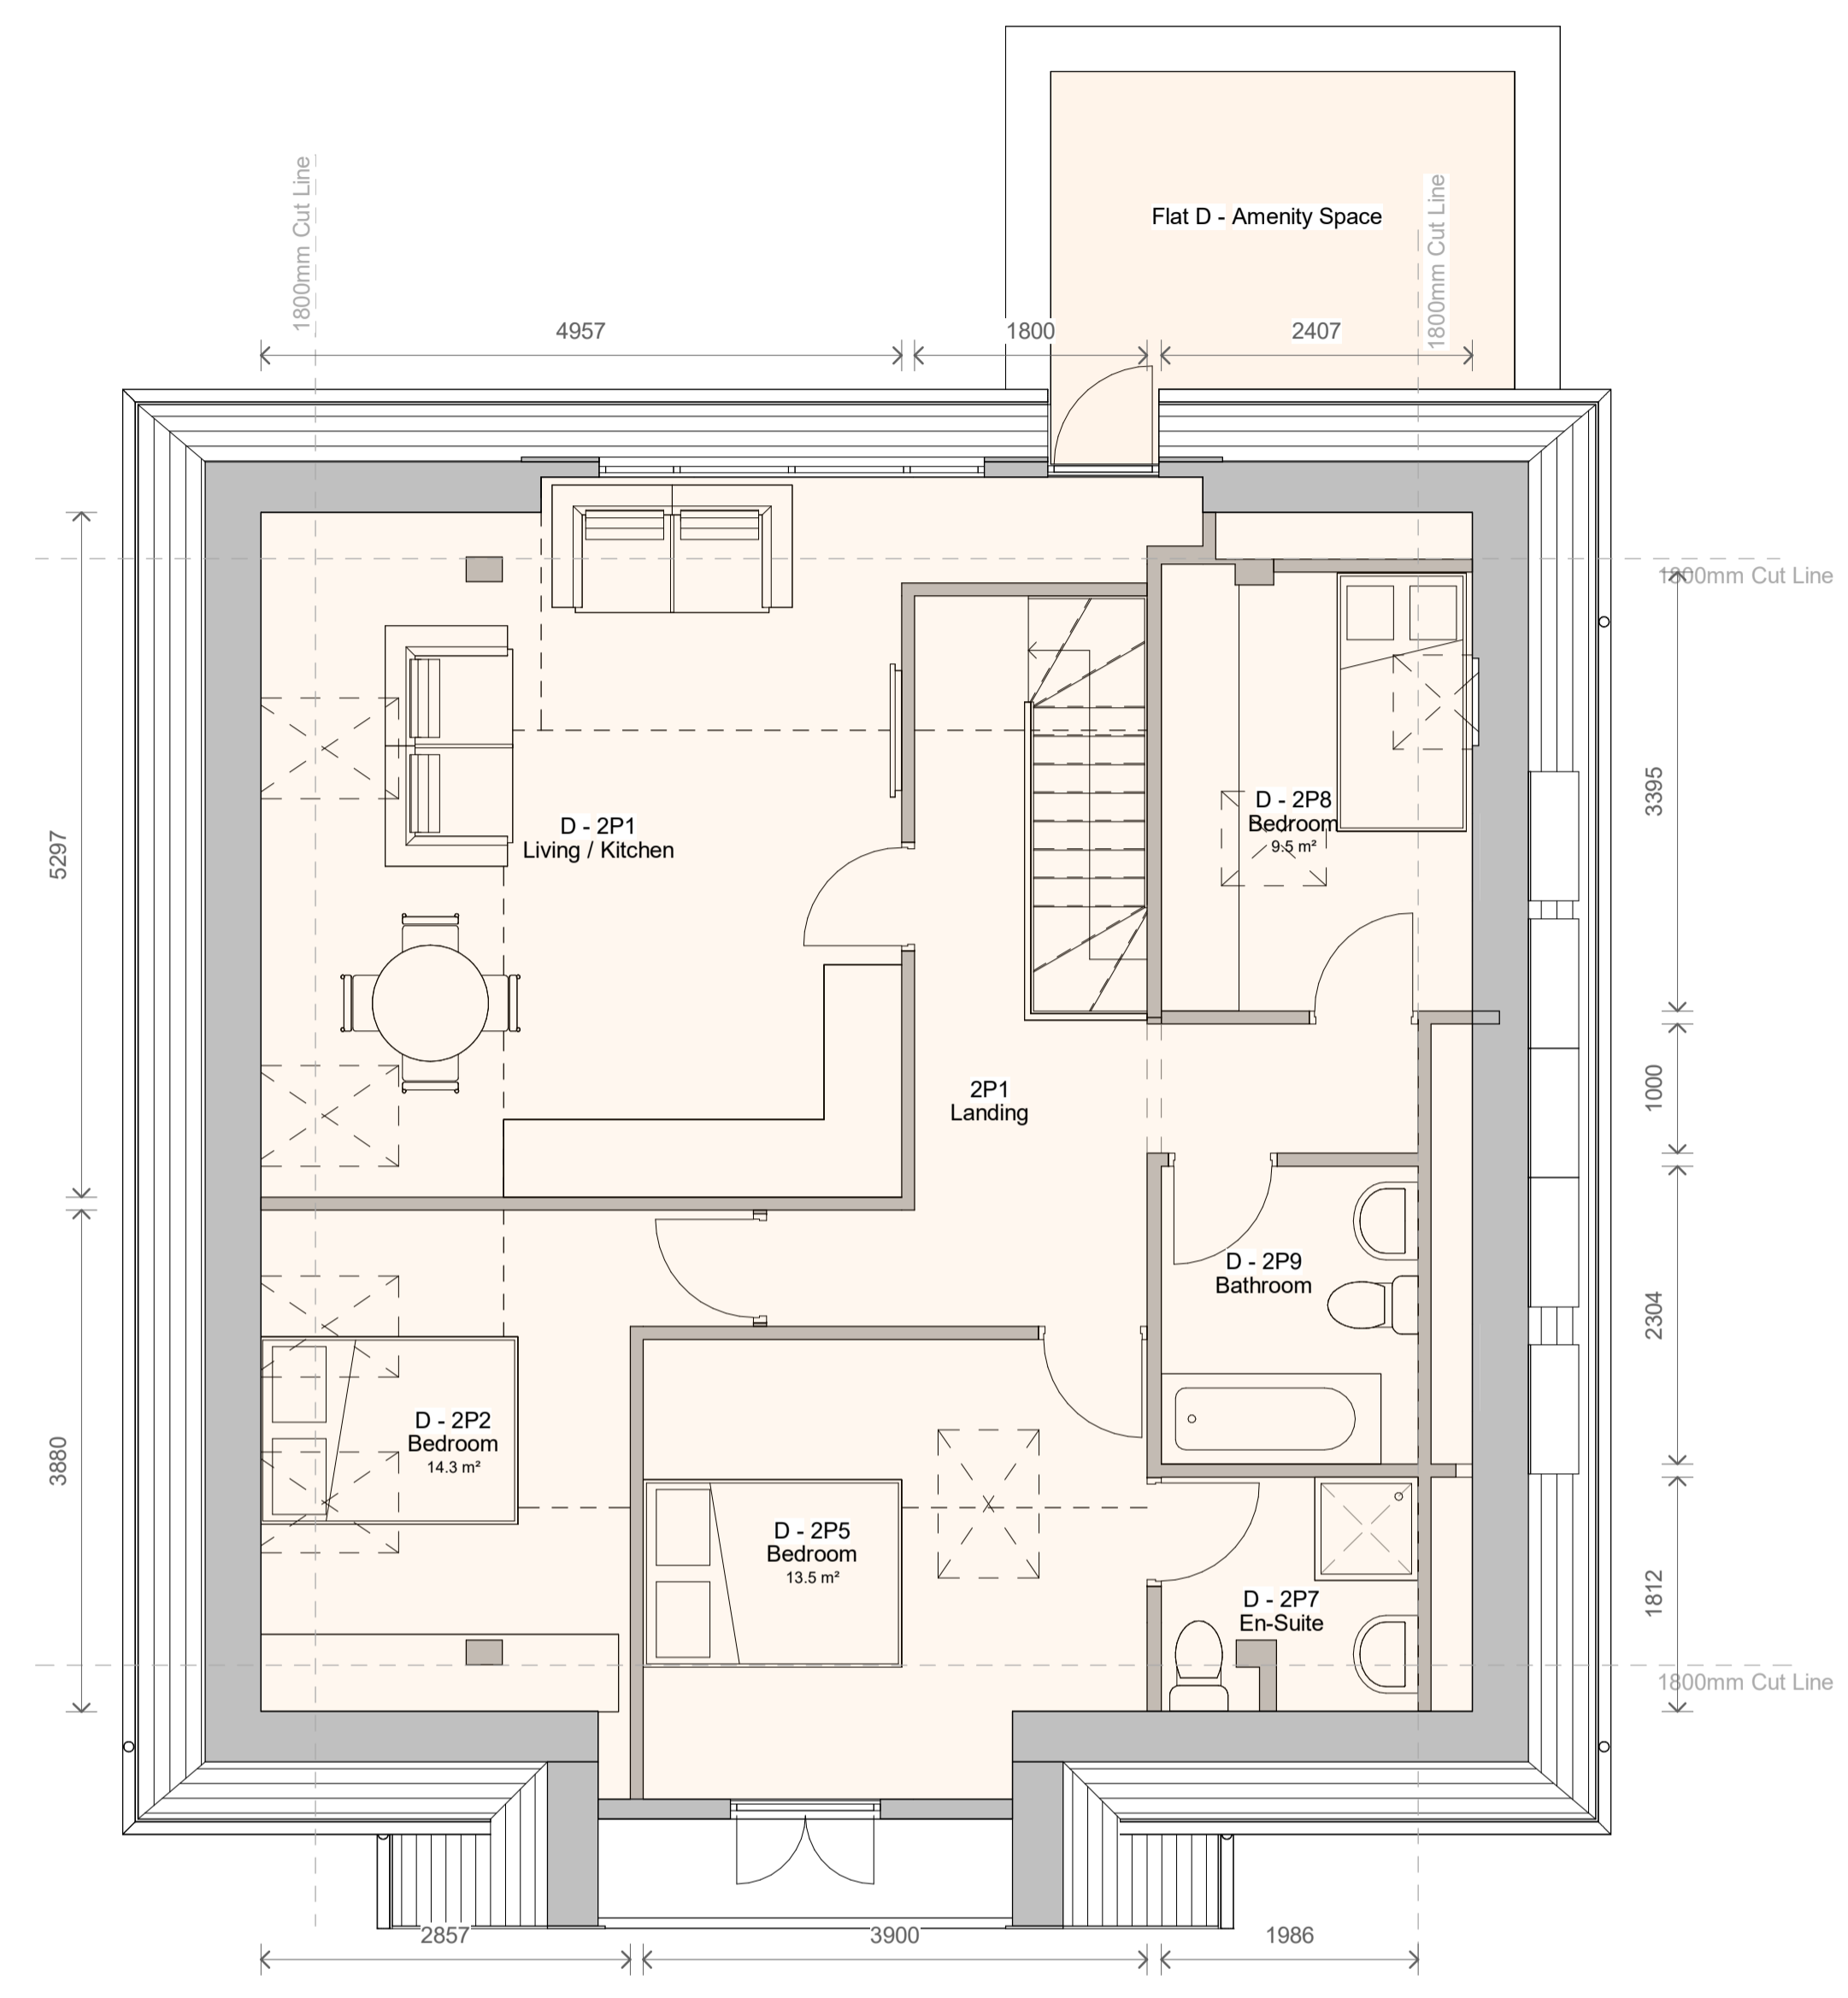 Flat D - Amenity Space
1800mm Cut Line
1800mm Cut Line
4957
1800
2407
1800mm Cut Line
5297
3395
D - 2P8
Bedroom
9.5 m²
D - 2P1
Living / Kitchen
2P1
Landing
1000
D - 2P9
Bathroom
2304
3880
D - 2P2
Bedroom
14.3 m²
D - 2P5
Bedroom
13.5 m²
D - 2P7
En-Suite
1812
1800mm Cut Line
2857
3900
1986